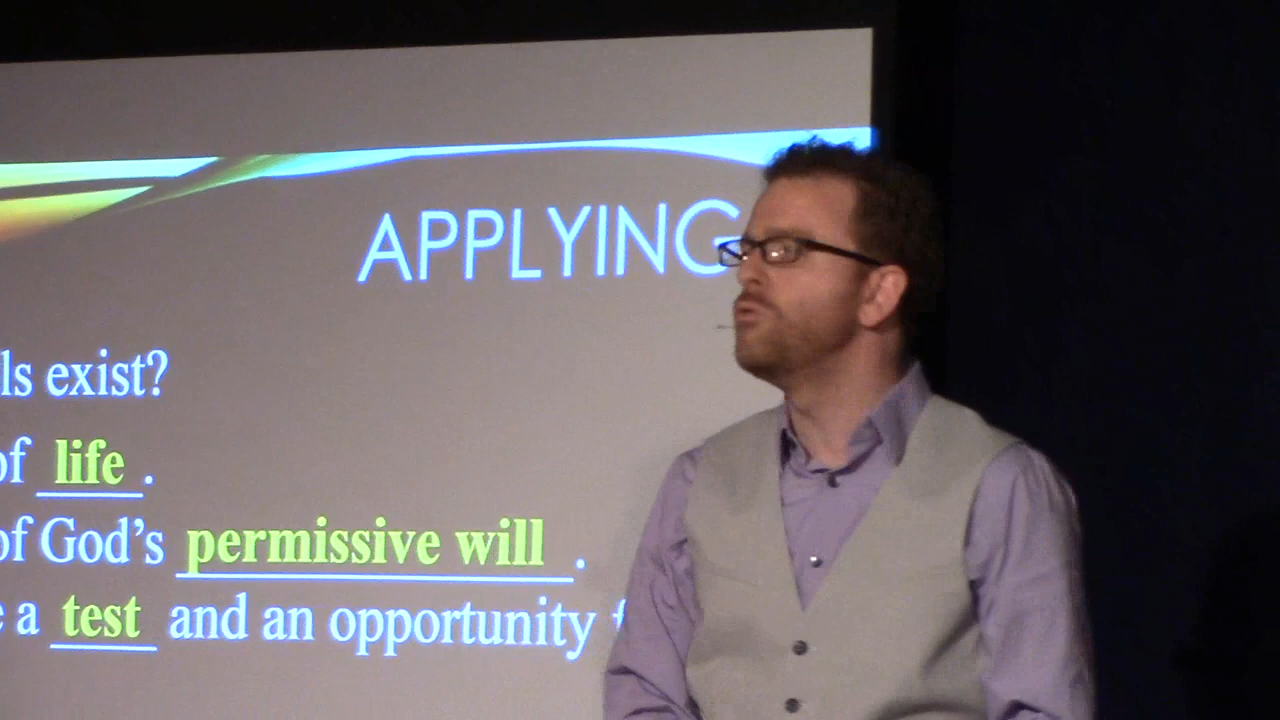 APPLYING
ls exist?
of life .
of God's permissive will .
a test and an opportunity